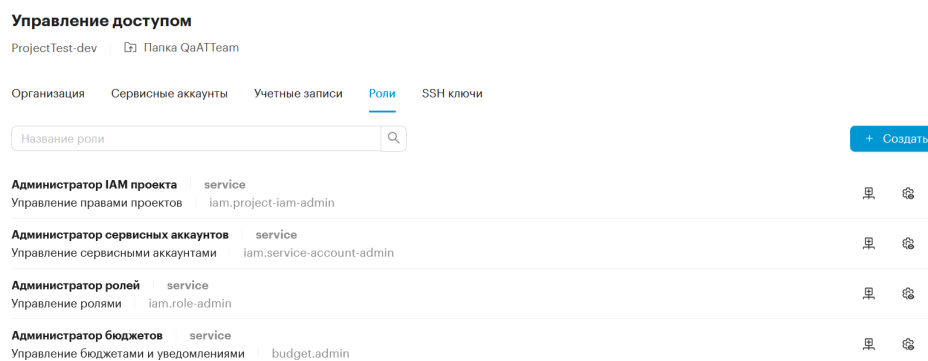 Управление доступом
ProjectTest-dev Папка QaATTeam
Организация Сервисные аккаунты Учетные записи Роли SSH ключи
Название роли + Создать
Администратор IAM проекта service
Управление правами проектов iam.project-iam-admin
Администратор сервисных аккаунтов service
Управление сервисными аккаунтами iam.service-account-admin
Администратор ролей service
Управление ролями iam.role-admin
Администратор бюджетов service
Управление бюджетами и уведомлениями budget.admin